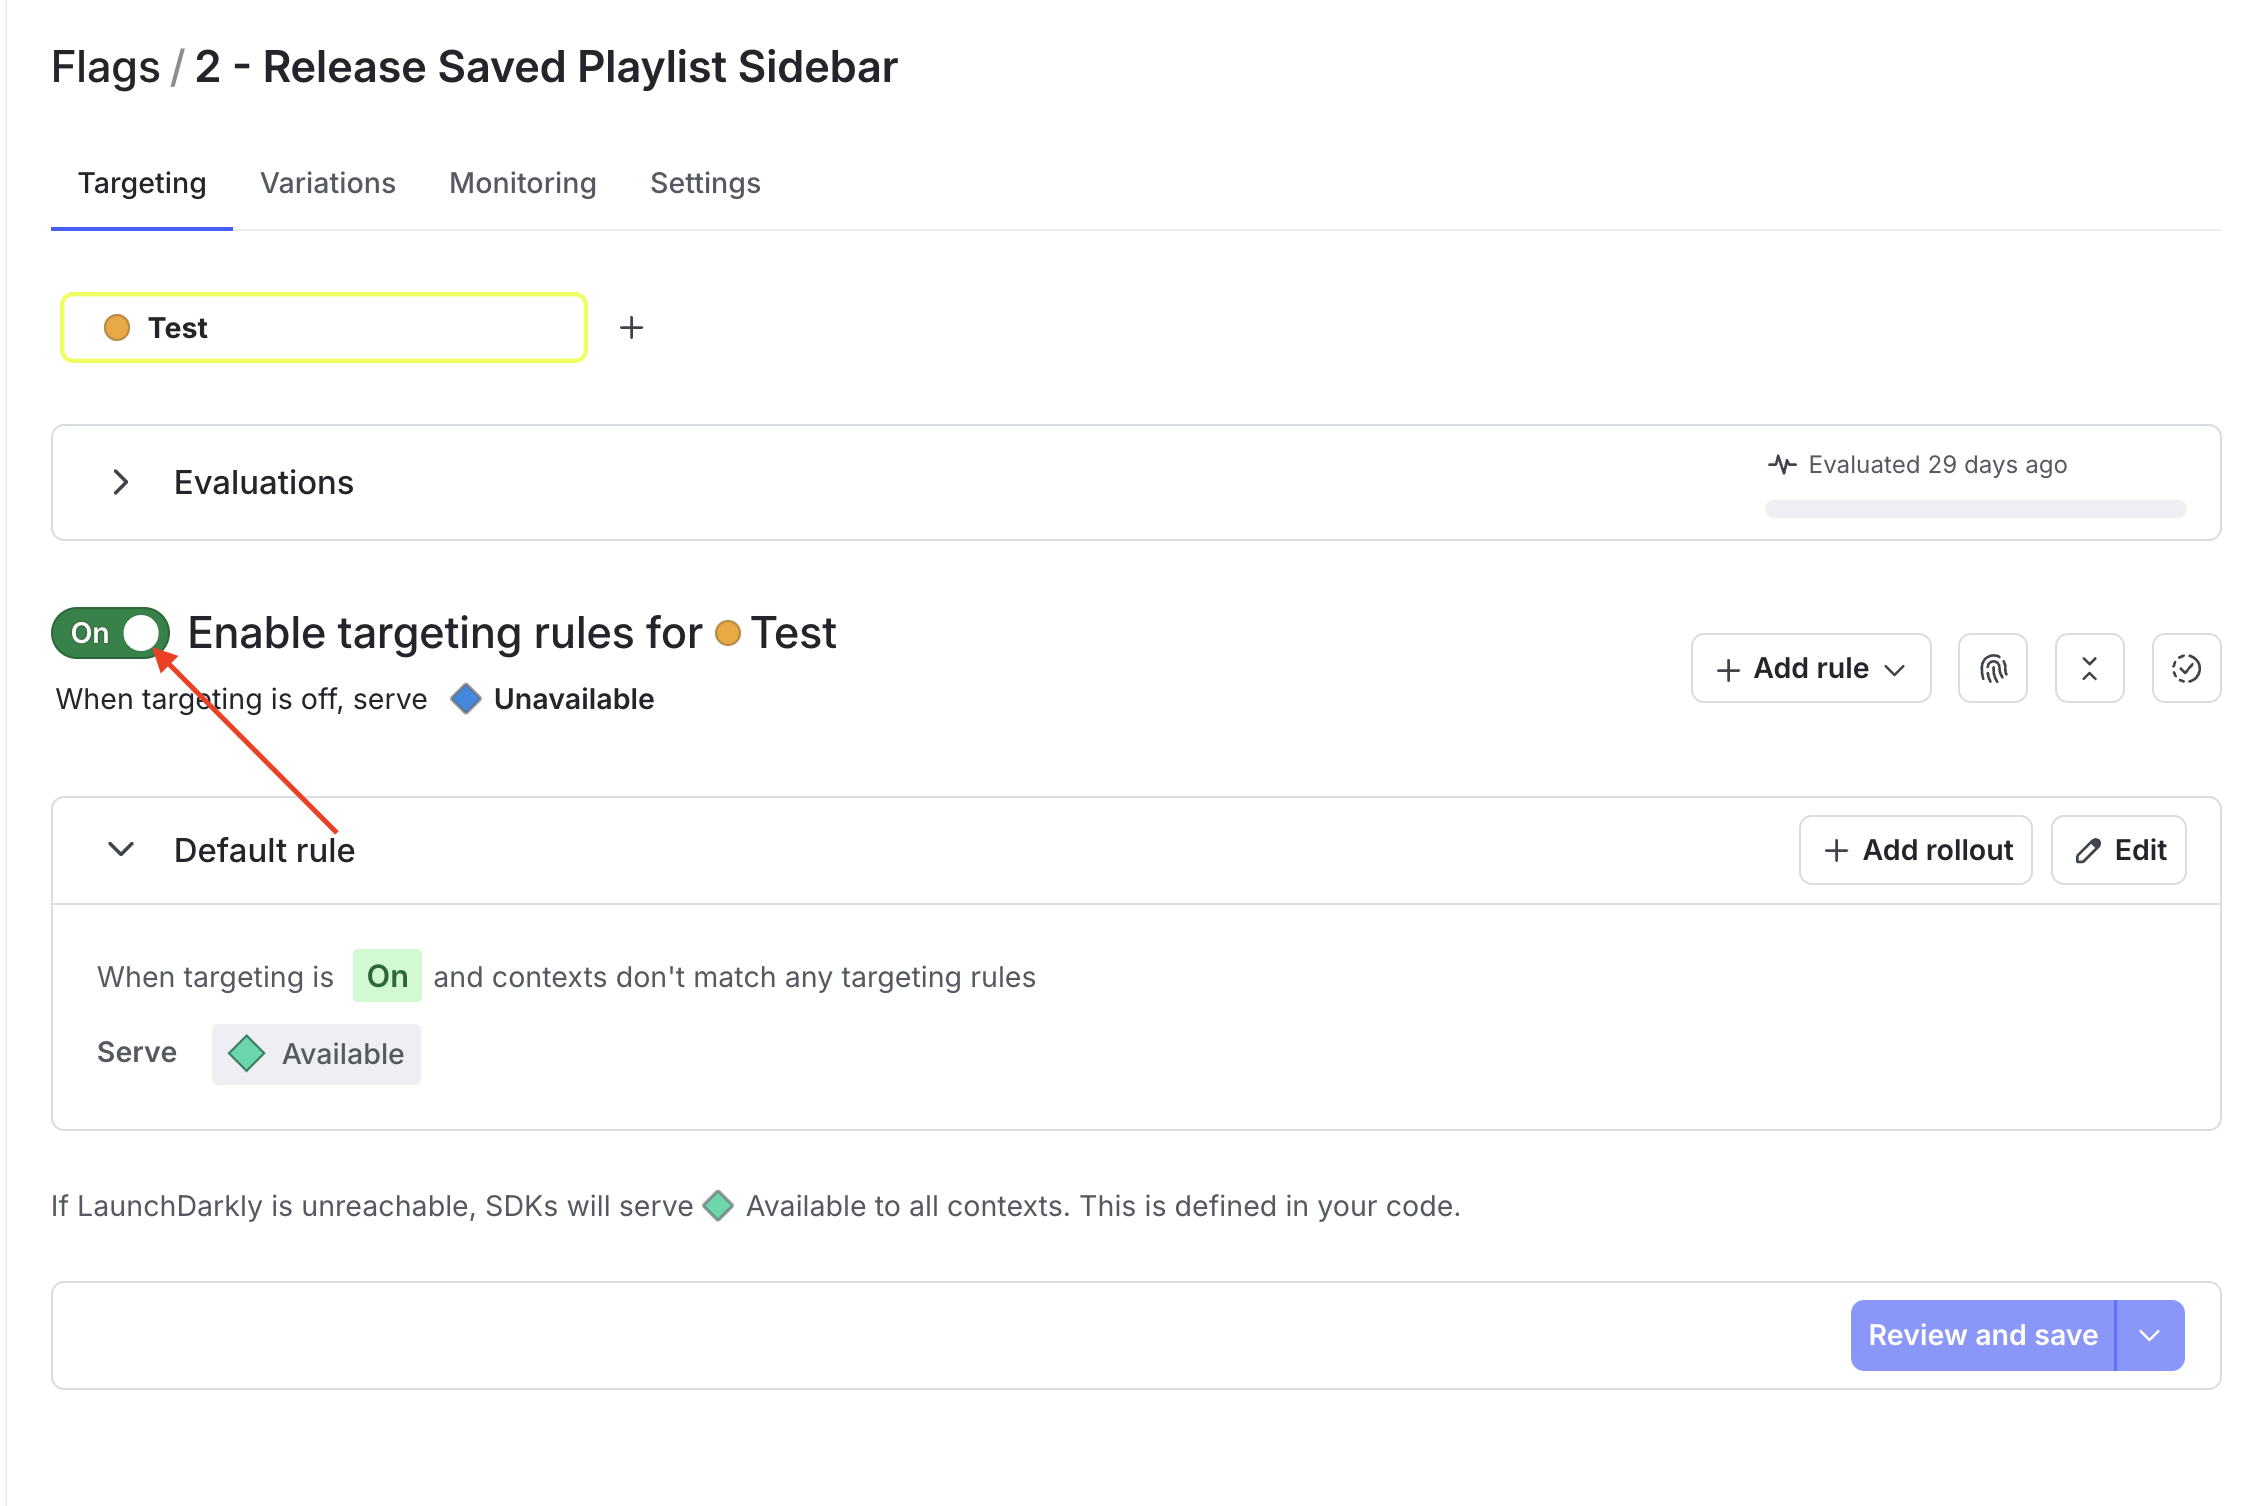 Flags / 2 - Release Saved Playlist Sidebar
Targeting Variations Monitoring Settings
Test
Evaluations
Evaluated 29 days ago
On Enable targeting rules for Test
When targeting is off, serve Unavailable
Add rule
Default rule
Add rollout Edit
When targeting is On and contexts don't match any targeting rules
Serve Available
If LaunchDarkly is unreachable, SDKs will serve Available to all contexts. This is defined in your code.
Review and save